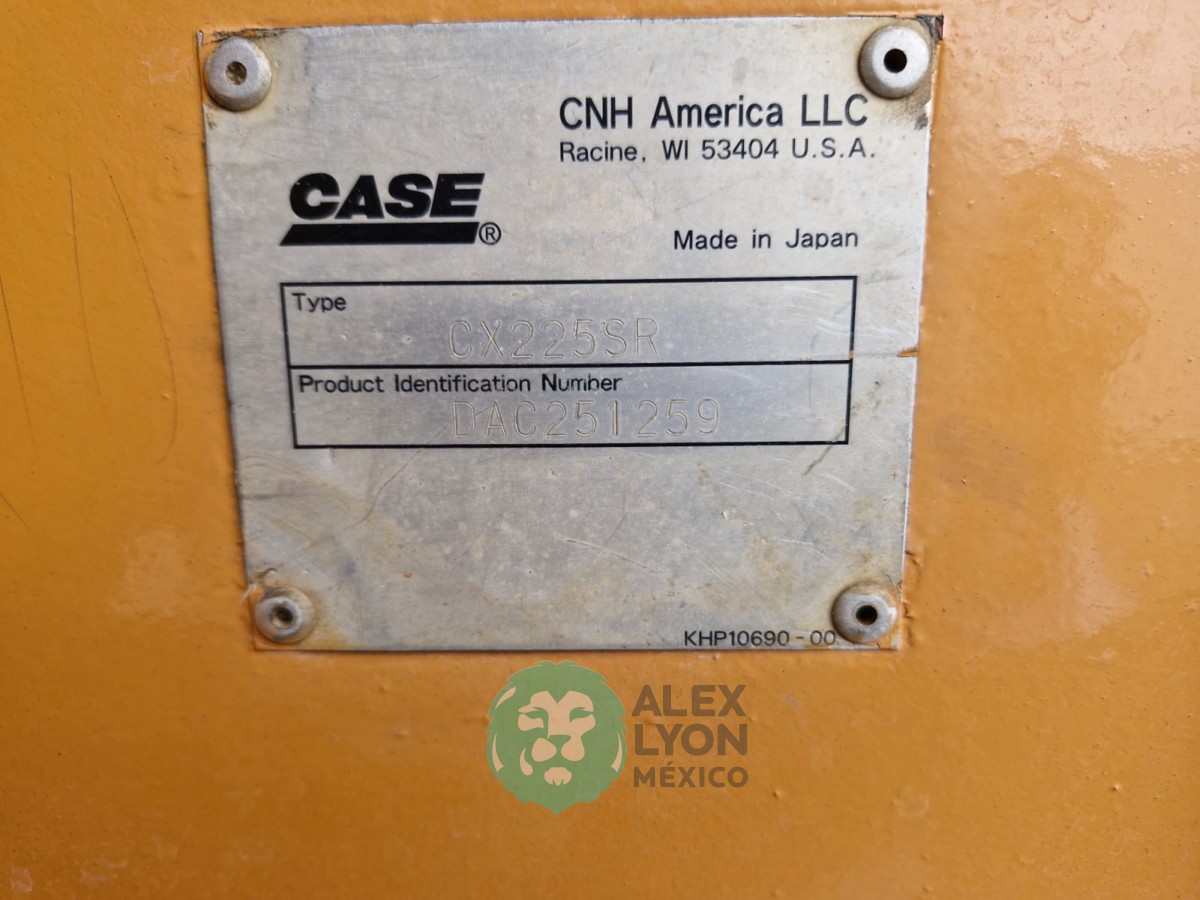 CNH America LLC
Racine, WI 53404 U.S.A.
CASE®
Made in Japan
Type
CX225SR
Product Identification Number
DAC251259
KHP10690-00
ALEX
LYON
MÉXICO